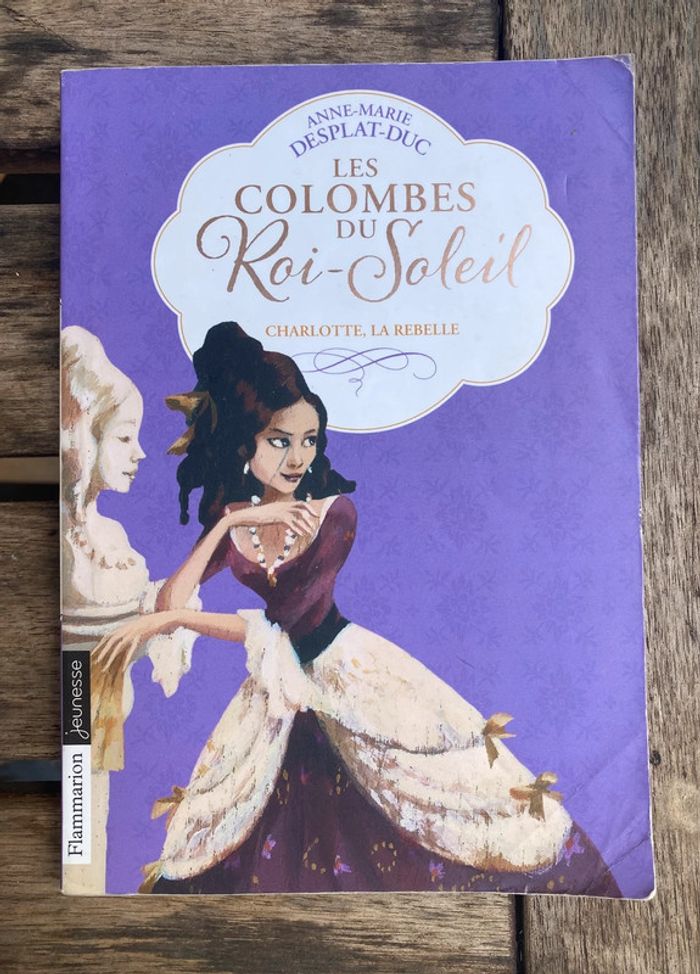 ANNE-MARIE
DESPLAT-DUC
LES
COLOMBES
DU
Roi-Soleil
CHARLOTTE, LA REBELLE
Flammarion jeunesse